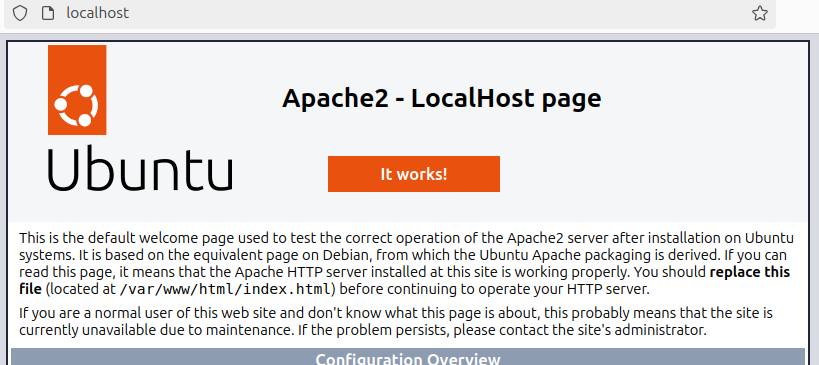 localhost
Apache2 - LocalHost page
Ubuntu
It works!
This is the default welcome page used to test the correct operation of the Apache2 server after installation on Ubuntu
systems. It is based on the equivalent page on Debian, from which the Ubuntu Apache packaging is derived. If you can
read this page, it means that the Apache HTTP server installed at this site is working properly. You should replace this
file (located at /var/www/html/index.html) before continuing to operate your HTTP server.
If you are a normal user of this web site and don't know what this page is about, this probably means that the site is
currently unavailable due to maintenance. If the problem persists, please contact the site's administrator.
Configuration Overview